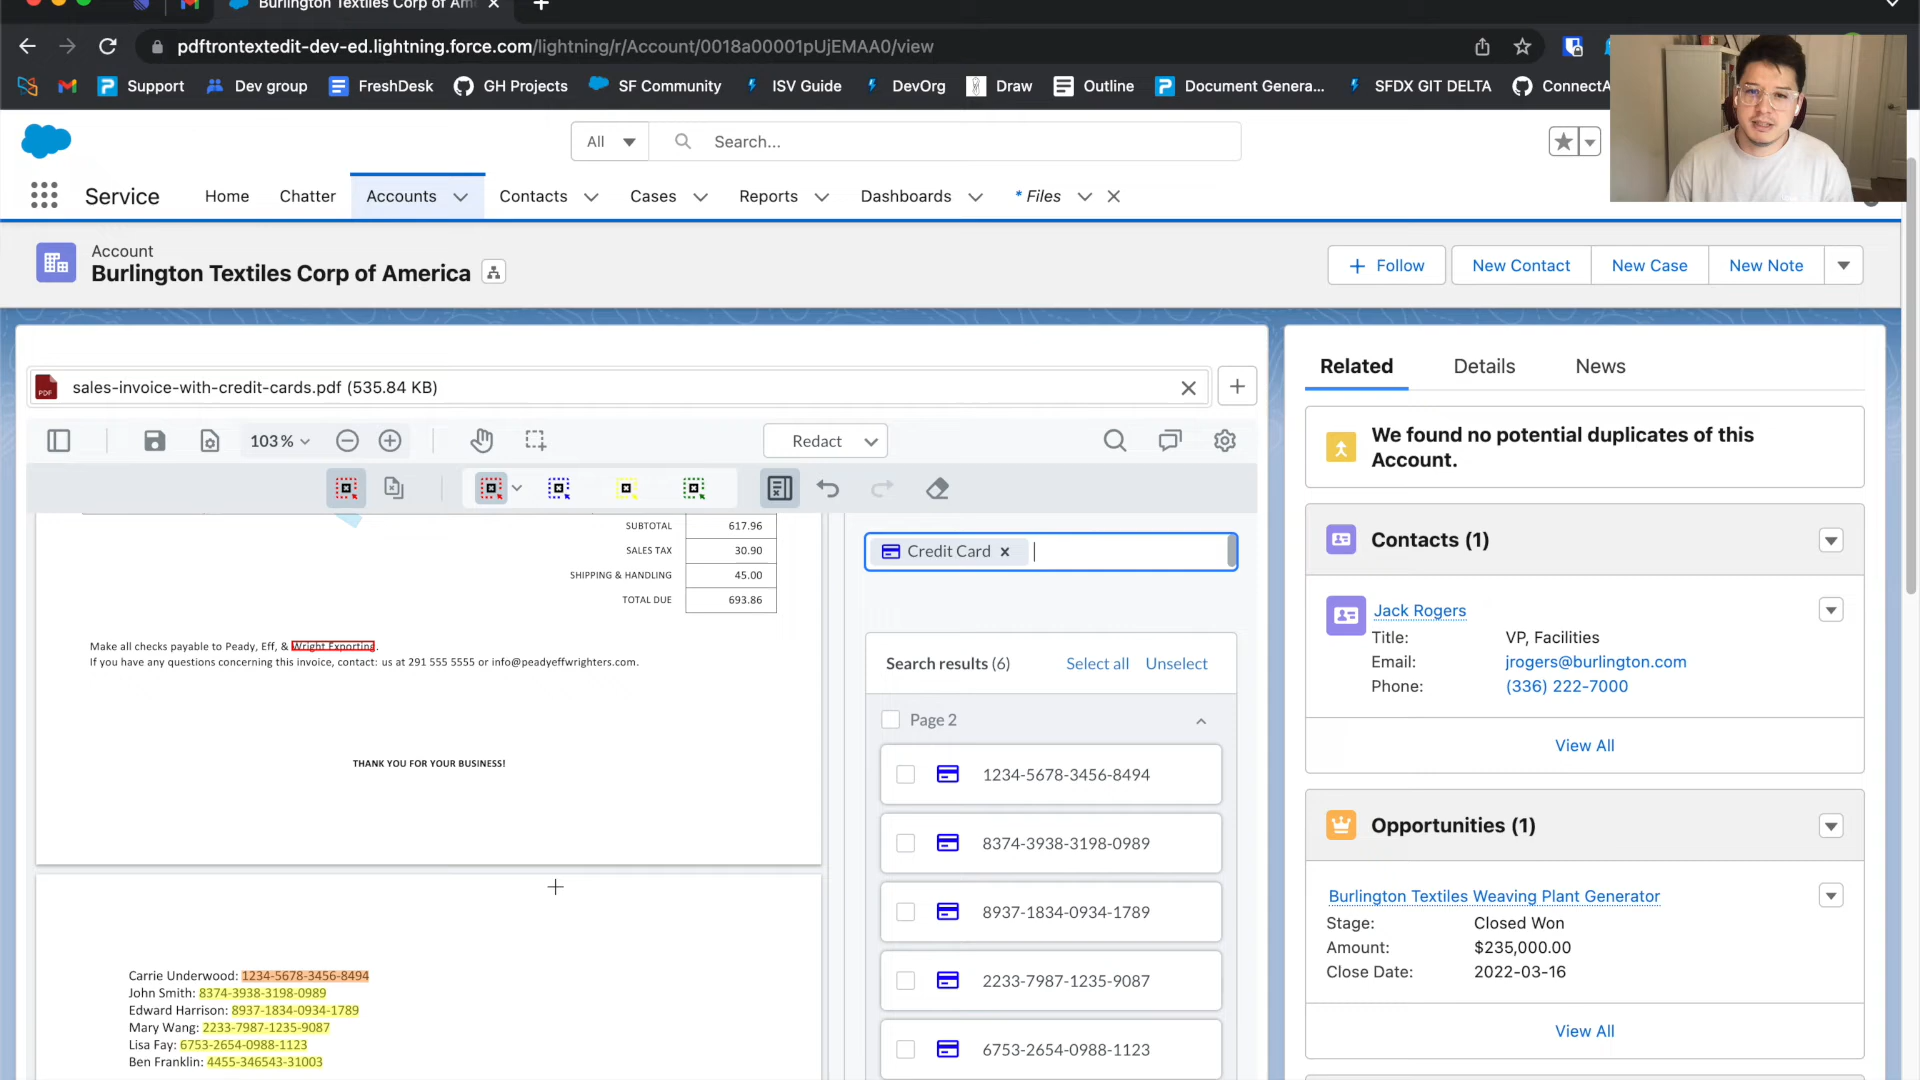 Burlington Textiles Corp of Am
pdftrontextedit-dev-ed.lightning.force.com/lightning/r/Account/0018a00001pUjEMAA0/view
Support
Dev group
FreshDesk
GH Projects
SF Community
ISV Guide
DevOrg
Draw
Outline
Document Genera...
SFDX GIT DELTA
ConnectA
All
Search...
Service
Home
Chatter
Accounts
Contacts
Cases
Reports
Dashboards
* Files
Account
Burlington Textiles Corp of America
Follow
New Contact
New Case
New Note
sales-invoice-with-credit-cards.pdf (535.84 KB)
103 %
Redact
SUBTOTAL 617.96
SALES TAX 30.90
SHIPPING & HANDLING 45.00
TOTAL DUE 693.86
Make all checks payable to Peady, Eff, & Wright Exporting.
If you have any questions concerning this invoice, contact: us at 291 555 5555 or info@peadyeffwrighters.com.
THANK YOU FOR YOUR BUSINESS!
Carrie Underwood: 1234-5678-3456-8494
John Smith: 8374-3938-3198-0989
Edward Harrison: 8937-1834-0934-1789
Mary Wang: 2233-7987-1235-9087
Lisa Fay: 6753-2654-0988-1123
Ben Franklin: 4455-346543-31003
Credit Card
Search results (6)
Select all
Unselect
Page 2
1234-5678-3456-8494
8374-3938-3198-0989
8937-1834-0934-1789
2233-7987-1235-9087
6753-2654-0988-1123
Related
Details
News
We found no potential duplicates of this
Account.
Contacts (1)
Jack Rogers
Title: VP, Facilities
Email: jrogers@burlington.com
Phone: (336) 222-7000
View All
Opportunities (1)
Burlington Textiles Weaving Plant Generator
Stage: Closed Won
Amount: $235,000.00
Close Date: 2022-03-16
View All